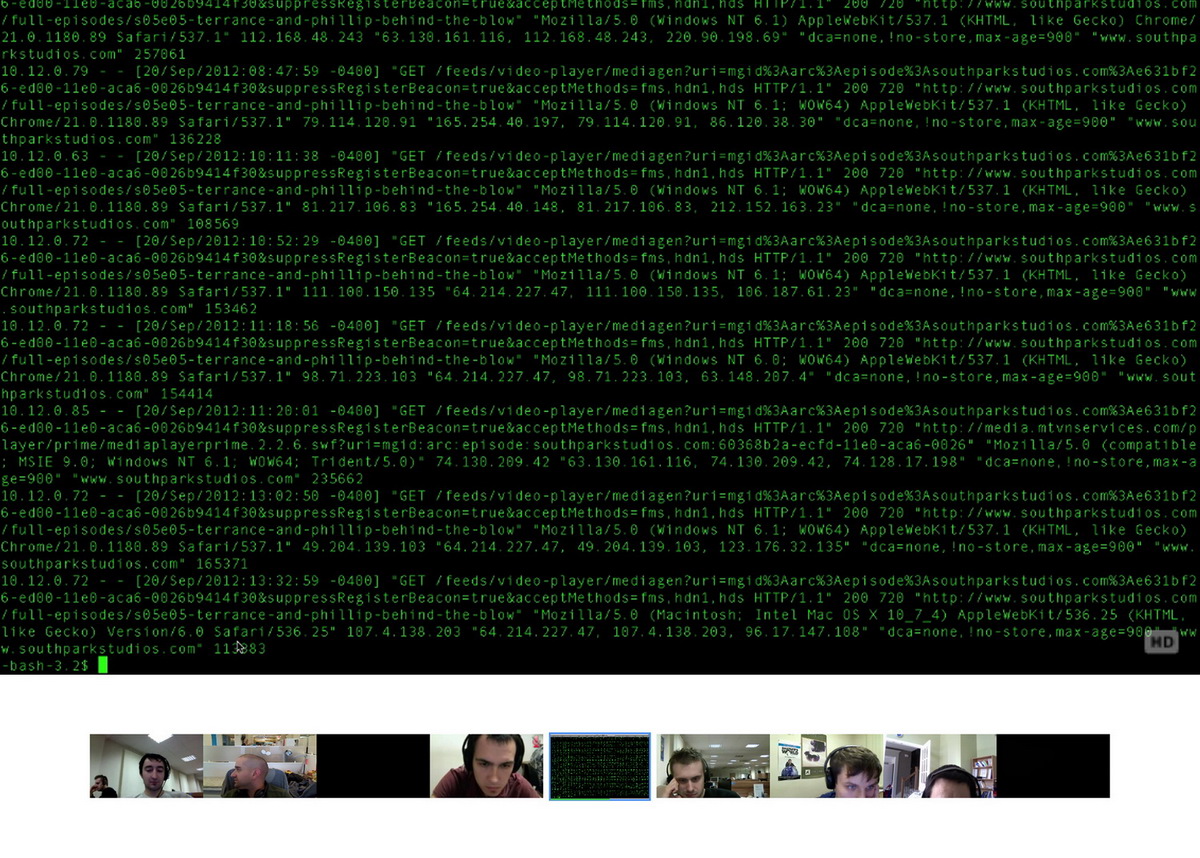 6-ed00-11e0-aca6-0026b9414f30&suppressRegisterBeacon=true&acceptMethods=fms,hdn1,hds HTTP/1.1" 200 720 "http://www.southparkstudios.com
/full-episodes/s05e05-terrance-and-phillip-behind-the-blow" "Mozilla/5.0 (Windows NT 6.1) AppleWebKit/537.1 (KHTML, like Gecko) Chrome/
21.0.1180.89 Safari/537.1" 112.168.48.243 "63.130.161.116, 112.168.48.243, 220.90.198.69" "dca=none,!no-store,max-age=900" "www.southpa
rkstudios.com" 257061
10.12.0.79 - - [20/Sep/2012:08:47:59 -0400] "GET /feeds/video-player/mediagen?uri=mgid%3Aarc%3Aepisode%3Asouthparkstudios.com%3Ae631bf2
6-ed00-11e0-aca6-0026b9414f30&suppressRegisterBeacon=true&acceptMethods=fms,hdn1,hds HTTP/1.1" 200 720 "http://www.southparkstudios.com
/full-episodes/s05e05-terrance-and-phillip-behind-the-blow" "Mozilla/5.0 (Windows NT 6.1; WOW64) AppleWebKit/537.1 (KHTML, like Gecko)
Chrome/21.0.1180.89 Safari/537.1" 79.114.120.91 "165.254.40.197, 79.114.120.91, 86.120.38.30" "dca=none,!no-store,max-age=900" "www.sou
thparkstudios.com" 136228
10.12.0.63 - - [20/Sep/2012:10:11:38 -0400] "GET /feeds/video-player/mediagen?uri=mgid%3Aarc%3Aepisode%3Asouthparkstudios.com%3Ae631bf2
6-ed00-11e0-aca6-0026b9414f30&suppressRegisterBeacon=true&acceptMethods=fms,hdn1,hds HTTP/1.1" 200 720 "http://www.southparkstudios.com
/full-episodes/s05e05-terrance-and-phillip-behind-the-blow" "Mozilla/5.0 (Windows NT 6.1; WOW64) AppleWebKit/537.1 (KHTML, like Gecko)
Chrome/21.0.1180.89 Safari/537.1" 81.217.106.83 "165.254.40.148, 81.217.106.83, 212.152.163.23" "dca=none,!no-store,max-age=900" "www.s
outhparkstudios.com" 108569
10.12.0.72 - - [20/Sep/2012:10:52:29 -0400] "GET /feeds/video-player/mediagen?uri=mgid%3Aarc%3Aepisode%3Asouthparkstudios.com%3Ae631bf2
6-ed00-11e0-aca6-0026b9414f30&suppressRegisterBeacon=true&acceptMethods=fms,hdn1,hds HTTP/1.1" 200 720 "http://www.southparkstudios.com
/full-episodes/s05e05-terrance-and-phillip-behind-the-blow" "Mozilla/5.0 (Windows NT 6.1; WOW64) AppleWebKit/537.1 (KHTML, like Gecko)
Chrome/21.0.1180.89 Safari/537.1" 111.100.150.135 "64.214.227.47, 111.100.150.135, 106.187.61.23" "dca=none,!no-store,max-age=900" "www
.southparkstudios.com" 153462
10.12.0.72 - - [20/Sep/2012:11:18:56 -0400] "GET /feeds/video-player/mediagen?uri=mgid%3Aarc%3Aepisode%3Asouthparkstudios.com%3Ae631bf2
6-ed00-11e0-aca6-0026b9414f30&suppressRegisterBeacon=true&acceptMethods=fms,hdn1,hds HTTP/1.1" 200 720 "http://www.southparkstudios.com
/full-episodes/s05e05-terrance-and-phillip-behind-the-blow" "Mozilla/5.0 (Windows NT 6.0; WOW64) AppleWebKit/537.1 (KHTML, like Gecko)
Chrome/21.0.1180.89 Safari/537.1" 98.71.223.103 "64.214.227.47, 98.71.223.103, 63.148.207.4" "dca=none,!no-store,max-age=900" "www.sout
hparkstudios.com" 154414
10.12.0.85 - - [20/Sep/2012:11:20:01 -0400] "GET /feeds/video-player/mediagen?uri=mgid%3Aarc%3Aepisode%3Asouthparkstudios.com%3Ae631bf2
6-ed00-11e0-aca6-0026b9414f30&suppressRegisterBeacon=true&acceptMethods=fms,hdn1,hds HTTP/1.1" 200 720 "http://media.mtvnservices.com/p
layer/prime/mediaplayerprime.2.2.6.swf?uri=mgid:arc:episode:southparkstudios.com:60368b2a-ecfd-11e0-aca6-0026" "Mozilla/5.0 (compatible
; MSIE 9.0; Windows NT 6.1; WOW64; Trident/5.0)" 74.130.209.42 "63.130.161.116, 74.130.209.42, 74.128.17.198" "dca=none,!no-store,max-a
ge=900" "www.southparkstudios.com" 235662
10.12.0.72 - - [20/Sep/2012:13:02:50 -0400] "GET /feeds/video-player/mediagen?uri=mgid%3Aarc%3Aepisode%3Asouthparkstudios.com%3Ae631bf2
6-ed00-11e0-aca6-0026b9414f30&suppressRegisterBeacon=true&acceptMethods=fms,hdn1,hds HTTP/1.1" 200 720 "http://www.southparkstudios.com
/full-episodes/s05e05-terrance-and-phillip-behind-the-blow" "Mozilla/5.0 (Windows NT 6.1; WOW64) AppleWebKit/537.1 (KHTML, like Gecko)
Chrome/21.0.1180.89 Safari/537.1" 49.204.139.103 "64.214.227.47, 49.204.139.103, 123.176.32.135" "dca=none,!no-store,max-age=900" "www.
southparkstudios.com" 165371
10.12.0.72 - - [20/Sep/2012:13:32:59 -0400] "GET /feeds/video-player/mediagen?uri=mgid%3Aarc%3Aepisode%3Asouthparkstudios.com%3Ae631bf2
6-ed00-11e0-aca6-0026b9414f30&suppressRegisterBeacon=true&acceptMethods=fms,hdn1,hds HTTP/1.1" 200 720 "http://www.southparkstudios.com
/full-episodes/s05e05-terrance-and-phillip-behind-the-blow" "Mozilla/5.0 (Macintosh; Intel Mac OS X 10_7_4) AppleWebKit/536.25 (KHTML,
like Gecko) Version/6.0 Safari/536.25" 107.4.138.203 "64.214.227.47, 107.4.138.203, 96.17.147.108" "dca=none,!no-store,max-age=900" "ww
w.southparkstudios.com"
-bash-3.2$
HD